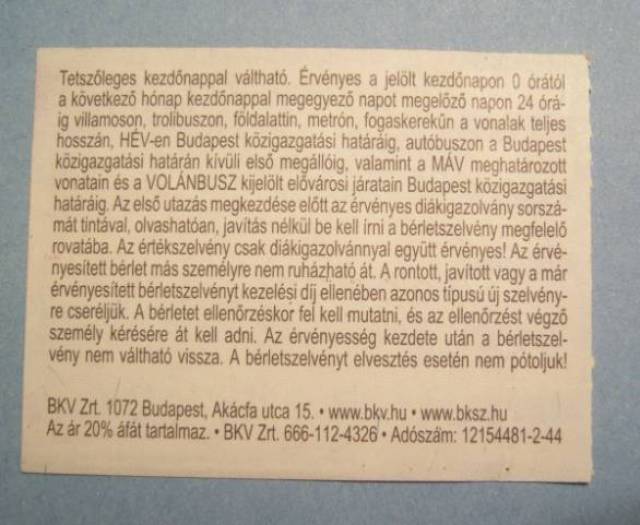 Tetszőleges kezdőnappal váltható. Érvényes a jelölt kezdőnapon 0 órától
a következő hónap kezdőnappal megegyező napot megelőző napon 24 órá-
ig villamoson, trolibuszon, földalattin, metrón, fogaskerekűn a vonalak teljes
hosszán, HÉV-en Budapest közigazgatási határáig, autóbuszon a Budapest
közigazgatási határán kívüli első megállóig, valamint a MÁV meghatározott
vonatain és a VOLÁNBUSZ kijelölt elővárosi járatain Budapest közigazgatási
határáig. Az első utazás megkezdése előtt az érvényes diákigazolvány sorszá-
mát tintával, olvashatóan, javítás nélkül be kell írni a bérletszelvény megfelelő
rovatába. Az értékszelvény csak diákigazolvánnyal együtt érvényes! Az érvé-
nyesített bérlet más személyre nem ruházható át. A rontott, javított vagy a már
érvényesített bérletszelvényt kezelési díj ellenében azonos típusú új szelvény-
re cseréljük. A bérletet ellenőrzéskor fel kell mutatni, és az ellenőrzést végző
személy kérésére át kell adni. Az érvényesség kezdete után a bérletszel-
vény nem váltható vissza. A bérletszelvényt elvesztés esetén nem pótoljuk!
BKV Zrt. 1072 Budapest, Akácfa utca 15. • www.bkv.hu • www.bksz.hu
Az ár 20% áfát tartalmaz. • BKV Zrt. 666-112-4326 • Adószám: 12154481-2-44